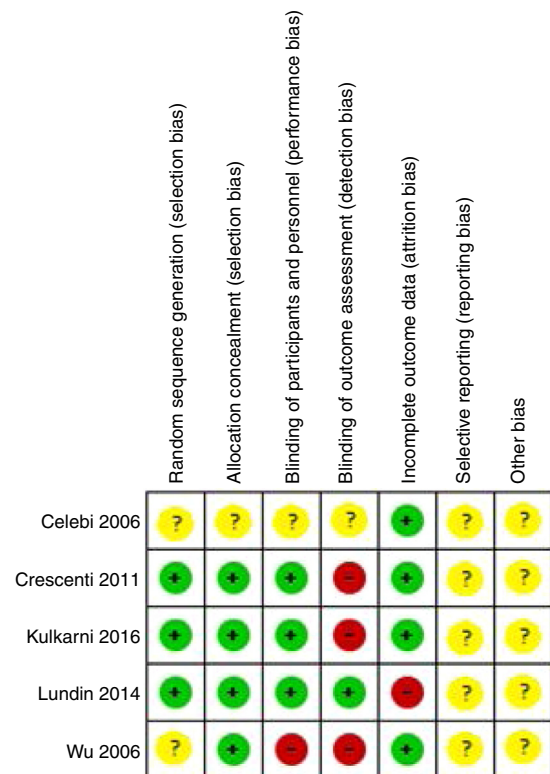 Random sequence generation (selection bias)
Allocation concealment (selection bias)
Blinding of participants and personnel (performance bias)
Blinding of outcome assessment (detection bias)
Incomplete outcome data (attrition bias)
Selective reporting (reporting bias)
Other bias
Celebi 2006 ? ? ? ? + ? ?
Crescenti 2011 + + + - + ? ?
Kulkarni 2016 + + + - + ? ?
Lundin 2014 + + + + - ? ?
Wu 2006 ? + - - + ? ?